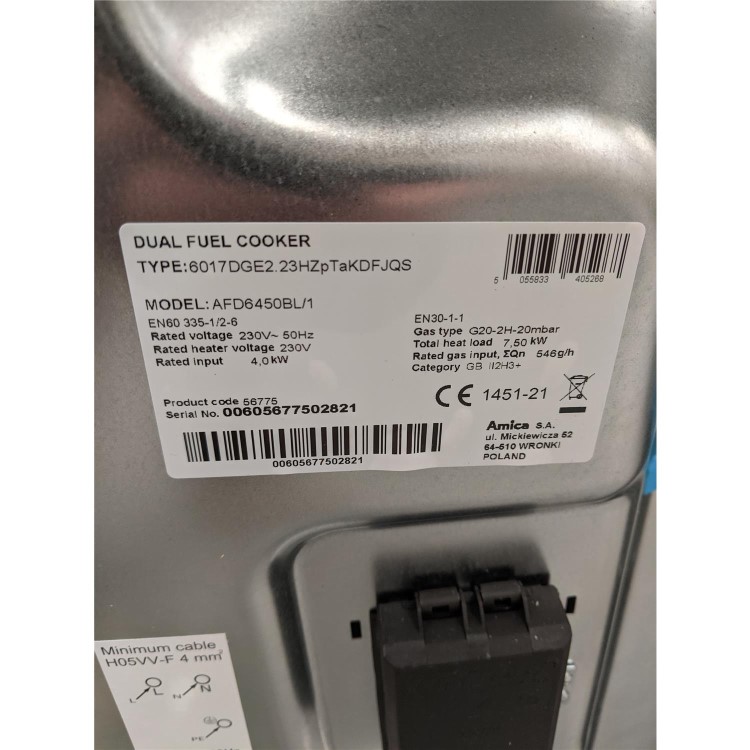 DUAL FUEL COOKER
TYPE:6017DGE2.23HZpTaKDFJQS
5 055833 405268
MODEL: AFD6450BL/1
EN60 335-1/2-6
Rated voltage 230V~ 50Hz
Rated heater voltage 230V
Rated input 4,0kW
EN30-1-1
Gas type G20-2H-20mbar
Total heat load 7,50 kW
Rated gas input, ΣQn 546g/h
Category GB II2H3+
Product code 56775
Serial No. 00605677502821
CE 1451-21
00605677502821
Amica S.A.
ul. Mickiewicza 52
64-510 WRONKI
POLAND
Minimum cable
H05VV-F 4 mm²
L L N N
PE